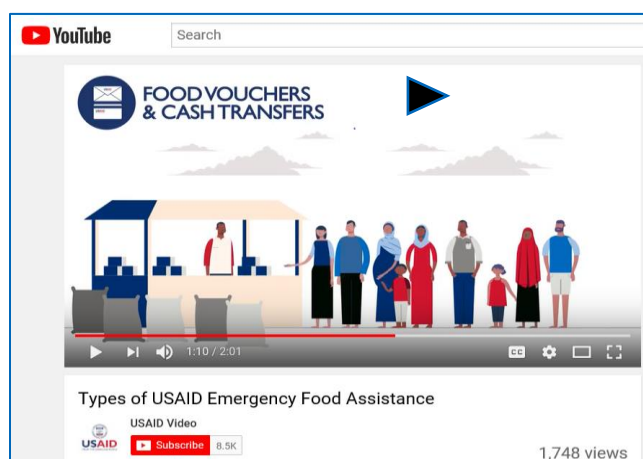 YouTube
Search
FOOD VOUCHERS
& CASH TRANSFERS
1:10 / 2:01
CC
Types of USAID Emergency Food Assistance
USAID Video
USAID
Subscribe 8.5K
1,748 views